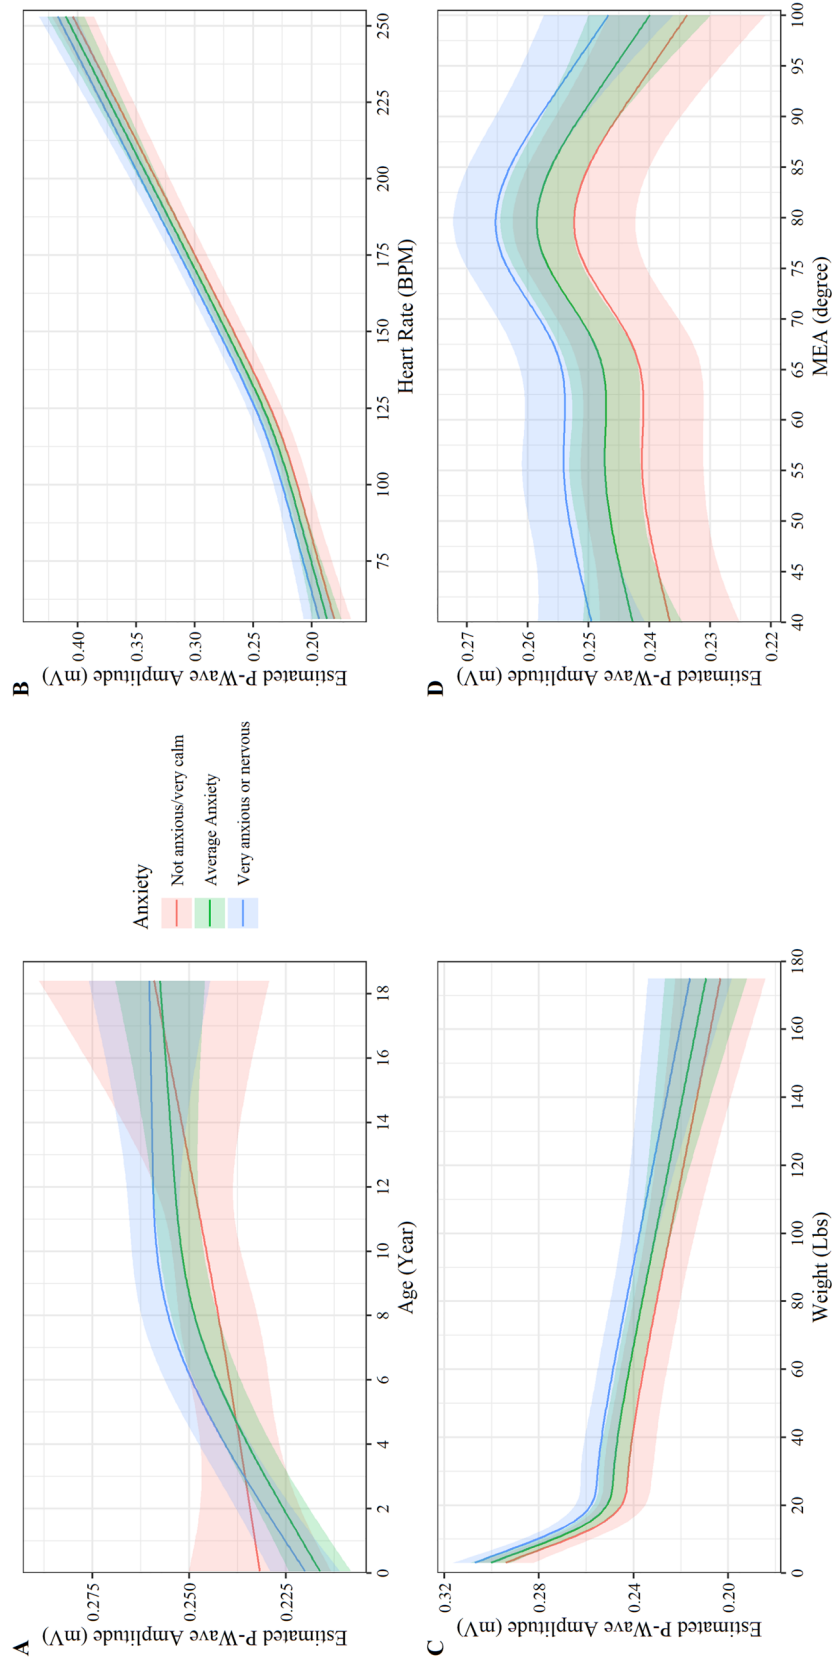 A
Estimated P-Wave Amplitude (mV)
0.275
0.250
0.225
0 2 4 6 8 10 12 14 16 18
Age (Year)
Anxiety
Not anxious/very calm
Average Anxiety
Very anxious or nervous
B
Estimated P-Wave Amplitude (mV)
0.40
0.35
0.30
0.25
0.20
75 100 125 150 175 200 225 250
Heart Rate (BPM)
C
Estimated P-Wave Amplitude (mV)
0.32
0.28
0.24
0.20
0 20 40 60 80 100 120 140 160 180
Weight (Lbs)
D
Estimated P-Wave Amplitude (mV)
0.27
0.26
0.25
0.24
0.23
0.22
40 45 50 55 60 65 70 75 80 85 90 95 100
MEA (degree)